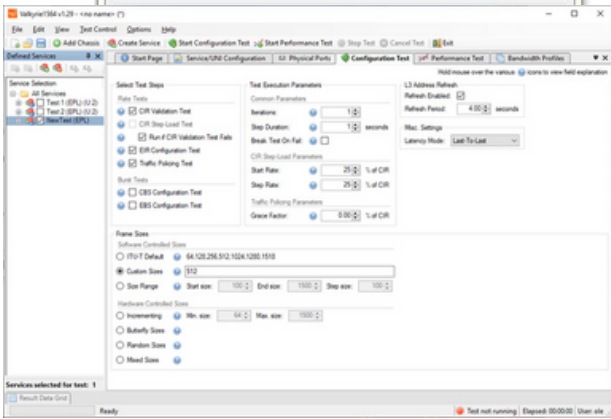 Valkyrie1564 v1.29 - <no name> (*)
File Edit View Test Control Options Help
Add Chassis Create Service Start Configuration Test Start Performance Test Stop Test Cancel Test Exit
Defined Services
Start Page Service/UNI Configuration Physical Ports Configuration Test Performance Test Bandwidth Profiles
Hold mouse over the various icons to view field explanation
Service Selection
All Services
Test 1 (EPL) (U:2)
Test 2 (EPL) (U:2)
NewTest (EPL)
Select Test Steps
Rate Tests
CIR Validation Test
CIR Step-Load Test
Run if CIR Validation Test Fails
EIR Configuration Test
Traffic Policing Test
Burst Tests
CBS Configuration Test
EBS Configuration Test
Test Execution Parameters
Common Parameters
Iterations: 1
Step Duration: 1 seconds
Break Test On Fail:
CIR Step-Load Parameters
Start Rate: 25 % of CIR
Step Rate: 25 % of CIR
Traffic Policing Parameters
Grace Factor: 0.00 % of CIR
L3 Address Refresh
Refresh Enabled:
Refresh Period: 4.00 seconds
Misc. Settings
Latency Mode: Last-To-Last
Frame Sizes
Software Controlled Sizes
ITU-T Default 64,128,256,512,1024,1280,1518
Custom Sizes 512
Size Range Start size: 100 End size: 1500 Step size: 100
Hardware Controlled Sizes
Incrementing Min. size: 64 Max. size: 1500
Butterfly Sizes
Random Sizes
Mixed Sizes
Services selected for test: 1
Result Data Grid
Ready
Test not running Elapsed: 00:00:00 User: ele